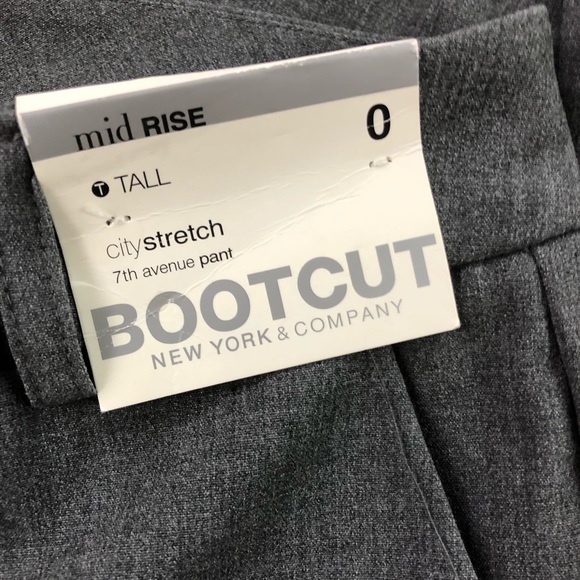 mid RISE 0
T TALL
citystretch
7th avenue pant
BOOTCUT
NEW YORK & COMPANY